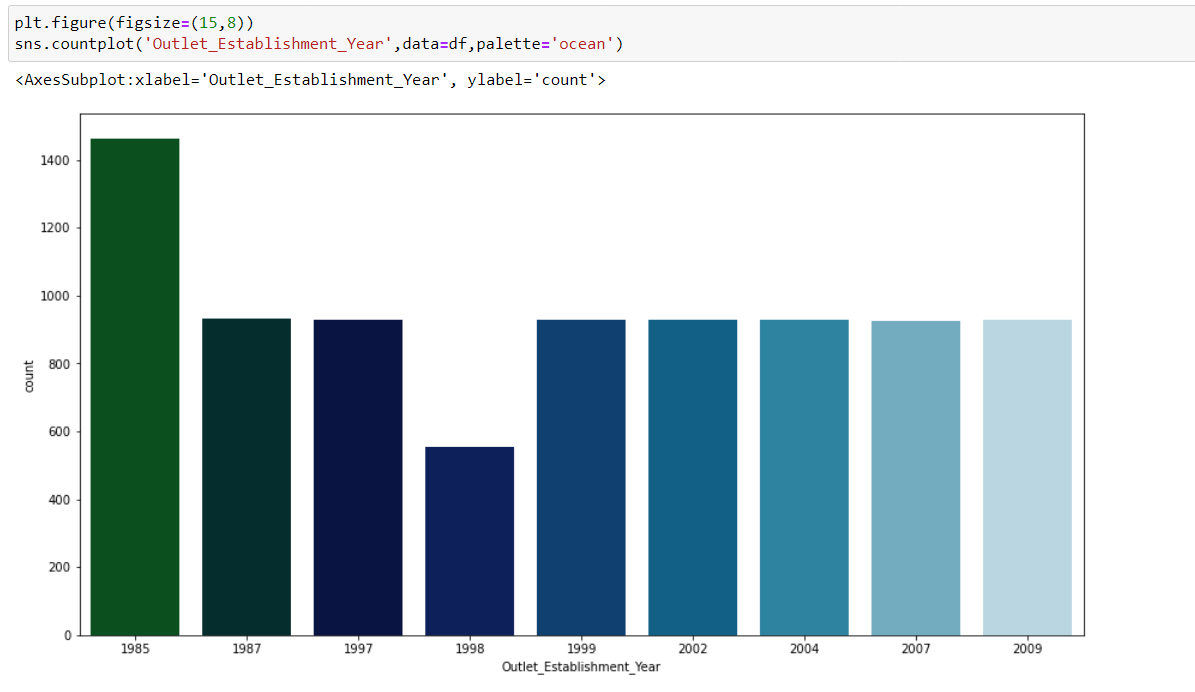 plt.figure(figsize=(15,8))
sns.countplot('Outlet_Establishment_Year',data=df,palette='ocean')
<AxesSubplot:xlabel='Outlet_Establishment_Year', ylabel='count'>
1400
1200
1000
800
600
400
200
0
count
1985 1987 1997 1998 1999 2002 2004 2007 2009
Outlet_Establishment_Year